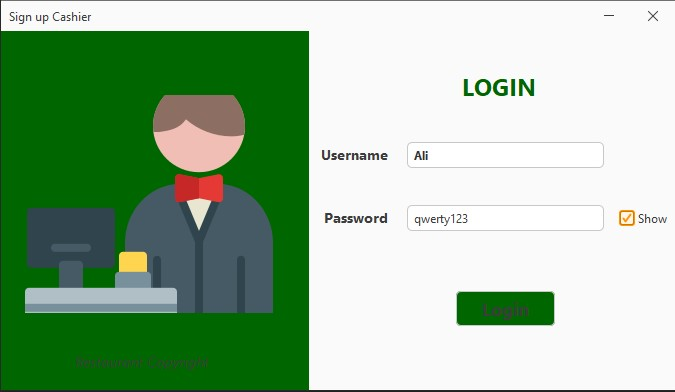 Sign up Cashier
LOGIN
Username
Ali
Password
qwerty123
Show
Login